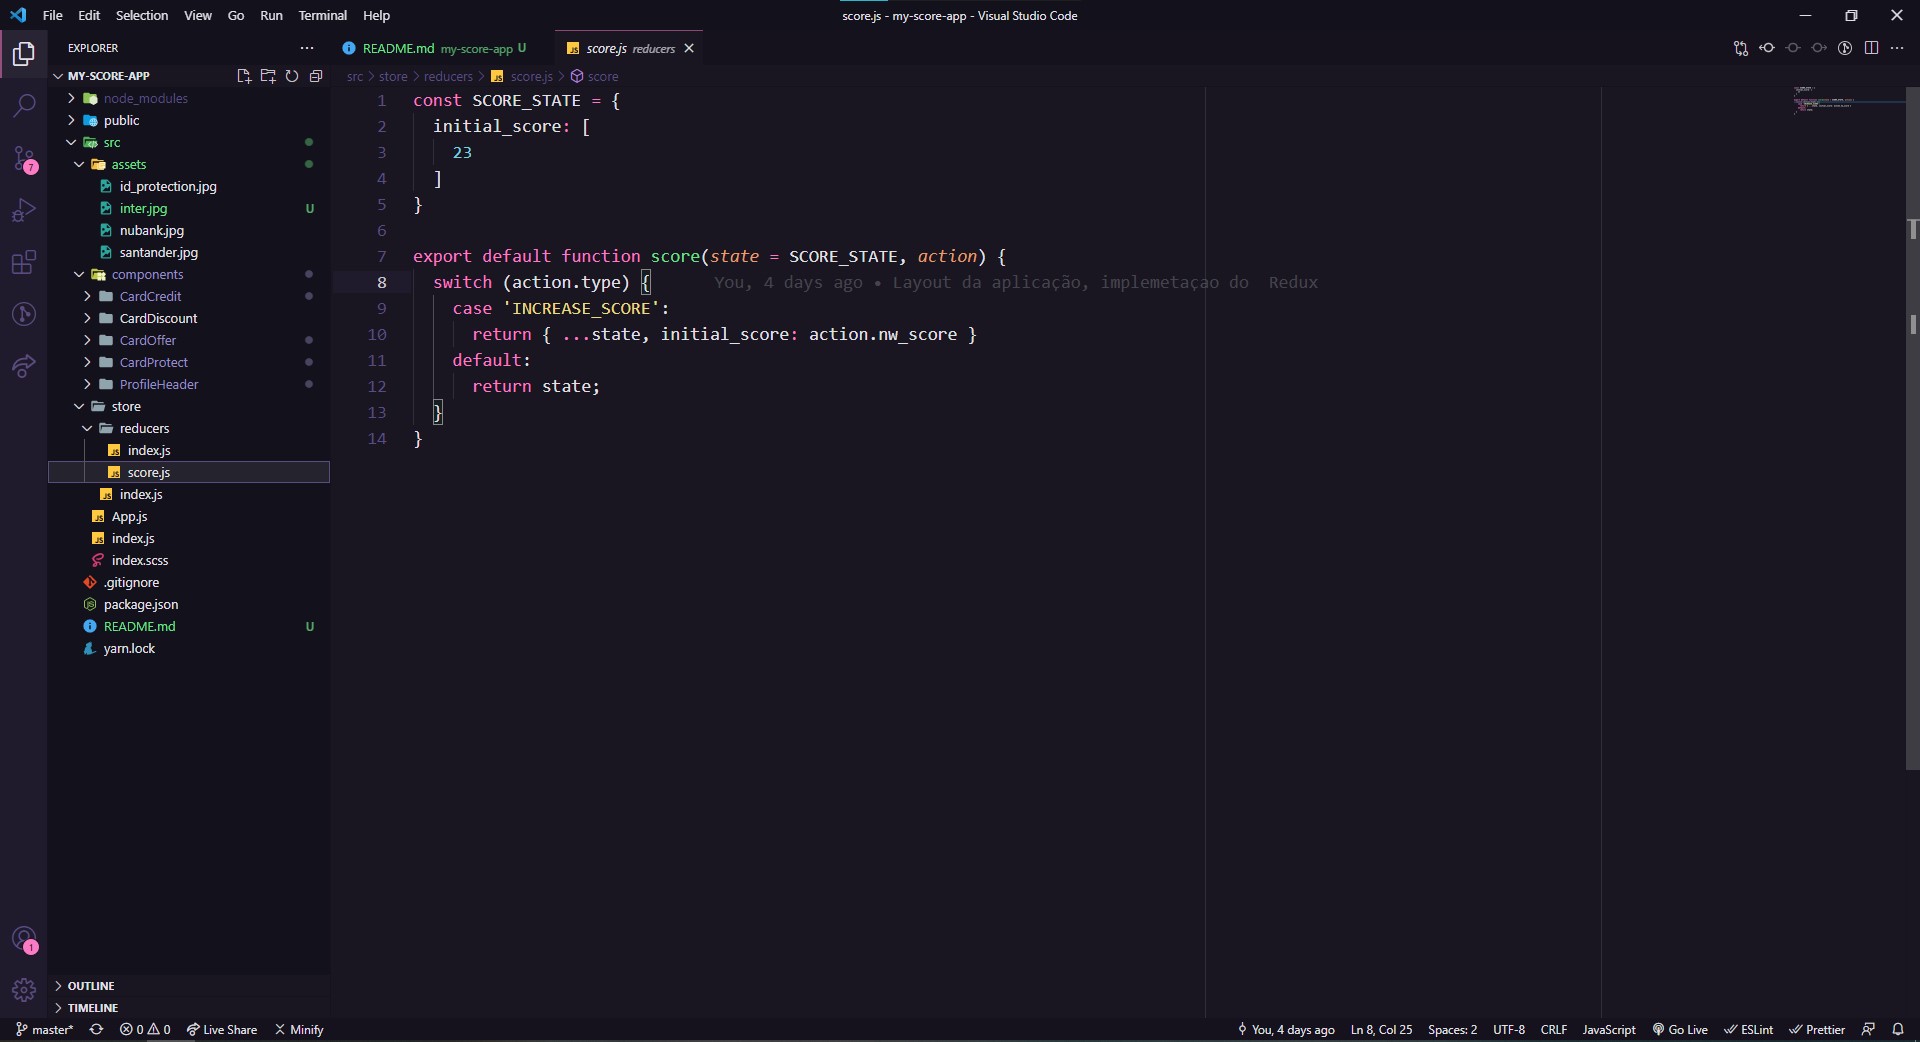 File Edit Selection View Go Run Terminal Help
score.js - my-score-app - Visual Studio Code
EXPLORER
README.md my-score-app U
score.js reducers
MY-SCORE-APP
src > store > reducers > score.js > score
node_modules
public
src
assets
id_protection.jpg
inter.jpg U
nubank.jpg
santander.jpg
components
CardCredit
CardDiscount
CardOffer
CardProtect
ProfileHeader
store
reducers
index.js
score.js
index.js
App.js
index.js
index.scss
.gitignore
package.json
README.md U
yarn.lock
1 const SCORE_STATE = {
2 initial_score: [
3 23
4 ]
5 }
6
7 export default function score(state = SCORE_STATE, action) {
8 switch (action.type) { You, 4 days ago • Layout da aplicação, implemetaçao do Redux
9 case 'INCREASE_SCORE':
10 return { ...state, initial_score: action.nw_score }
11 default:
12 return state;
13 }
14 }
7
1
OUTLINE
TIMELINE
master* 0 0 Live Share Minify
You, 4 days ago Ln 8, Col 25 Spaces: 2 UTF-8 CRLF JavaScript Go Live ESLint Prettier